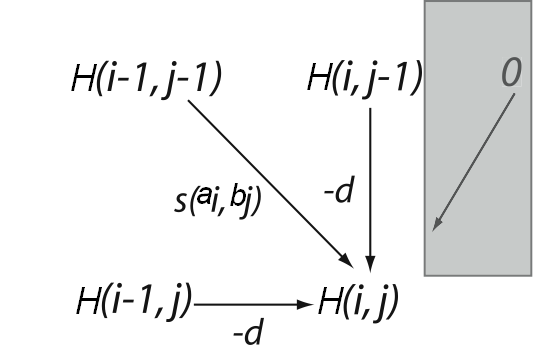 H(i-1, j-1) H(i, j-1) 0
-d
s(ai, bj)
H(i-1, j) H(i, j)
-d